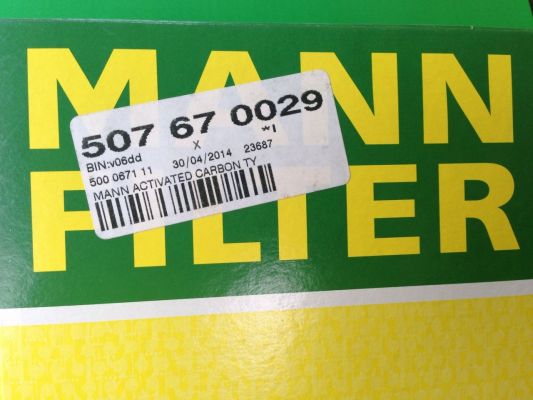 MANN
FILTER
507 67 0029
X *I
BIN:v06dd 30/04/2014 23687
500 0671 11
MANN ACTIVATED CARBON TY